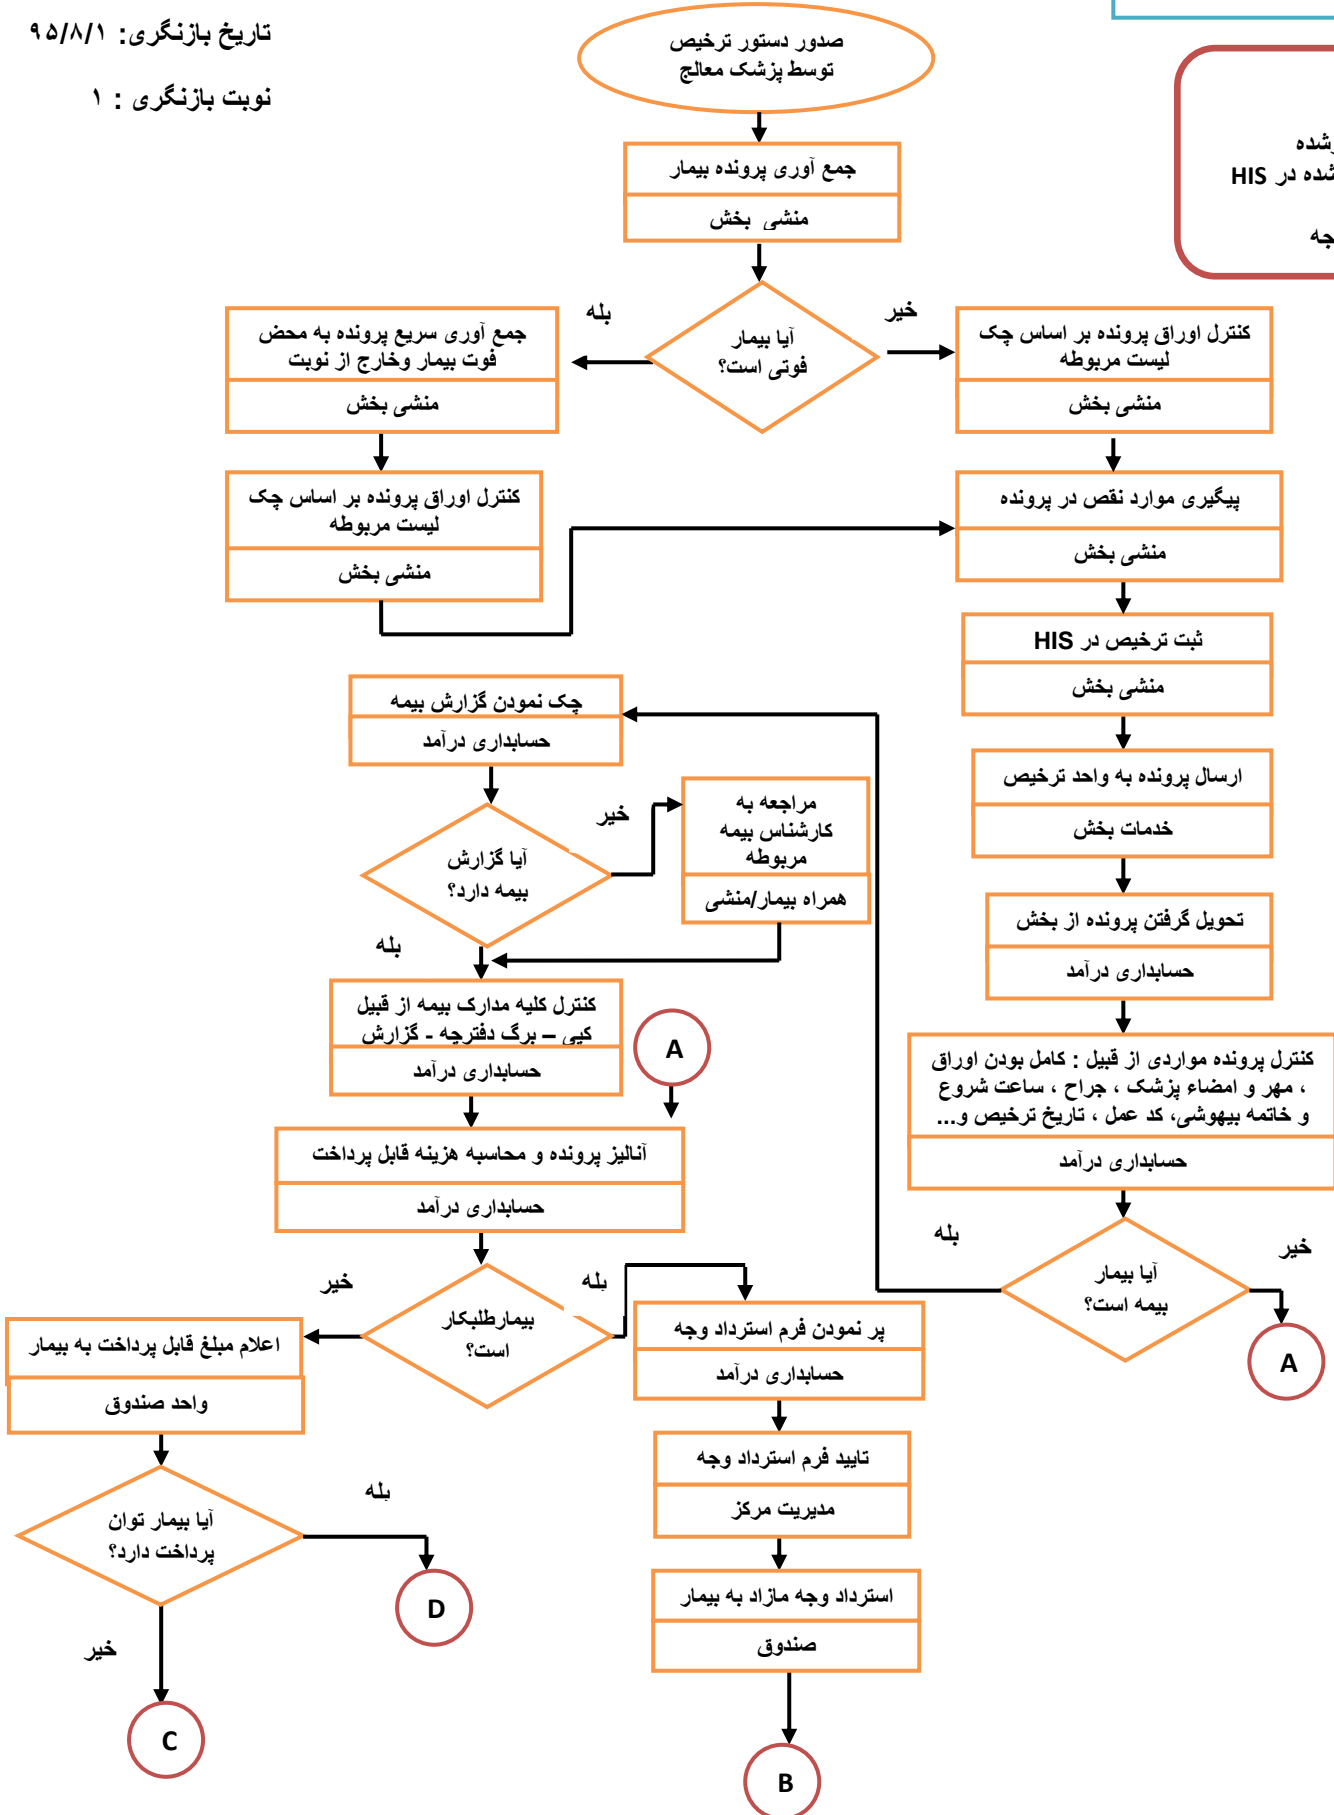 تاریخ بازنگری: ۹۵/۸/۱
نوبت بازنگری : ۱
صدور دستور ترخیص
توسط پزشک معالج
شده در HIS
جمع آوری پرونده بیمار
منشی بخش
آیا بیمار
فوتی است؟
بله
خیر
جمع آوری سریع پرونده به محض
فوت بیمار وخارج از نوبت
منشی بخش
کنترل اوراق پرونده بر اساس چک
لیست مربوطه
منشی بخش
کنترل اوراق پرونده بر اساس چک
لیست مربوطه
منشی بخش
پیگیری موارد نقص در پرونده
منشی بخش
ثبت ترخیص در HIS
منشی بخش
ارسال پرونده به واحد ترخیص
خدمات بخش
تحویل گرفتن پرونده از بخش
حسابداری درآمد
کنترل پرونده مواردی از قبیل : کامل بودن اوراق
، مهر و امضاء پزشک ، جراح ، ساعت شروع
و خاتمه بیهوشی، کد عمل ، تاریخ ترخیص و...
حسابداری درآمد
آیا بیمار
بیمه است؟
بله
خیر
A
چک نمودن گزارش بیمه
حسابداری درآمد
آیا گزارش
بیمه دارد؟
خیر
بله
مراجعه به
کارشناس بیمه
مربوطه
همراه بیمار/منشی
کنترل کلیه مدارک بیمه از قبیل
کپی – برگ دفترچه - گزارش
حسابداری درآمد
A
آنالیز پرونده و محاسبه هزینه قابل پرداخت
حسابداری درآمد
بیمارطلبکار
است؟
خیر
بله
اعلام مبلغ قابل پرداخت به بیمار
واحد صندوق
آیا بیمار توان
پرداخت دارد؟
بله
خیر
D
C
پر نمودن فرم استرداد وجه
حسابداری درآمد
تایید فرم استرداد وجه
مدیریت مرکز
استرداد وجه مازاد به بیمار
صندوق
B